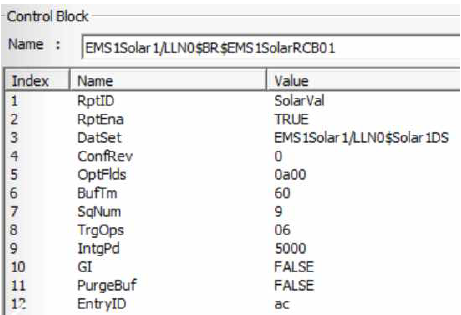 Control Block
Name : EMS1Solar1/LLN0$BR$EMS1SolarRCB01
Index Name Value
1 RptID SolarVal
2 RptEna TRUE
3 DatSet EMS1Solar1/LLN0$Solar1DS
4 ConfRev 0
5 OptFlds 0a00
6 BufTm 60
7 SqNum 9
8 TrgOps 06
9 IntgPd 5000
10 GI FALSE
11 PurgeBuf FALSE
12 EntryID ac